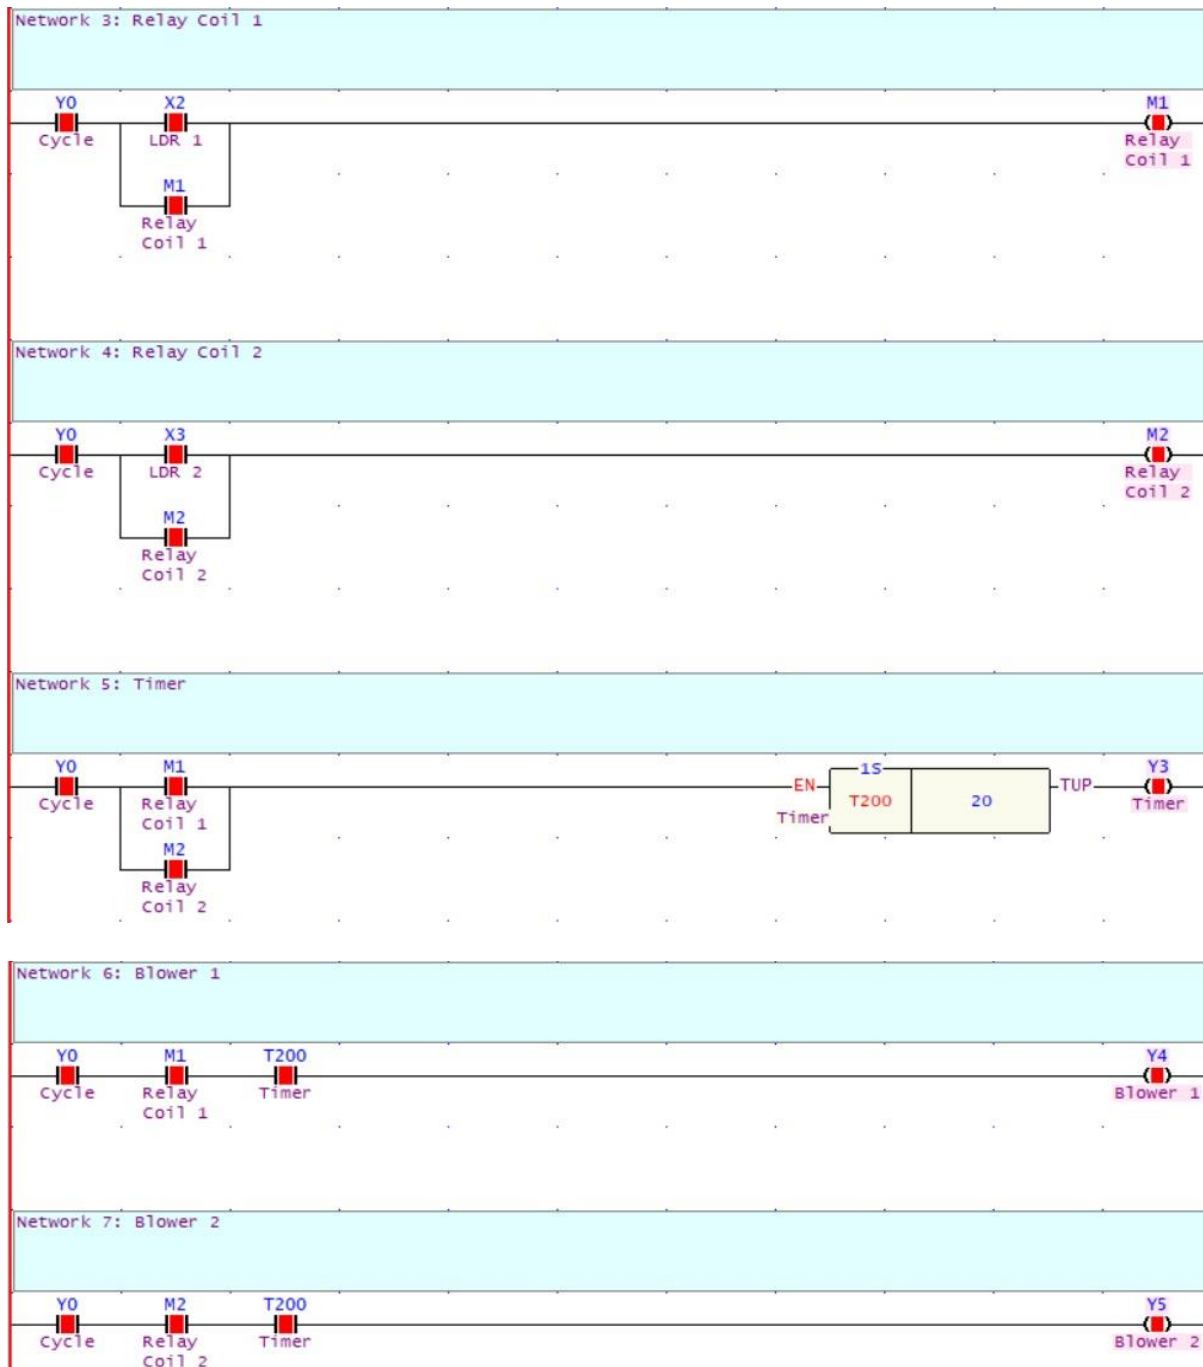 Network 3: Relay Coil 1
Y0 X2 M1
Cycle LDR 1 Relay
Coil 1
M1
Relay
Coil 1
Network 4: Relay Coil 2
Y0 X3 M2
Cycle LDR 2 Relay
Coil 2
M2
Relay
Coil 2
Network 5: Timer
Y0 M1 1S Y3
EN T200 20 TUP
Cycle Relay Timer Timer
Coil 1
M2
Relay
Coil 2
Network 6: Blower 1
Y0 M1 T200 Y4
Cycle Relay Timer Blower 1
Coil 1
Network 7: Blower 2
Y0 M2 T200 Y5
Cycle Relay Timer Blower 2
Coil 2